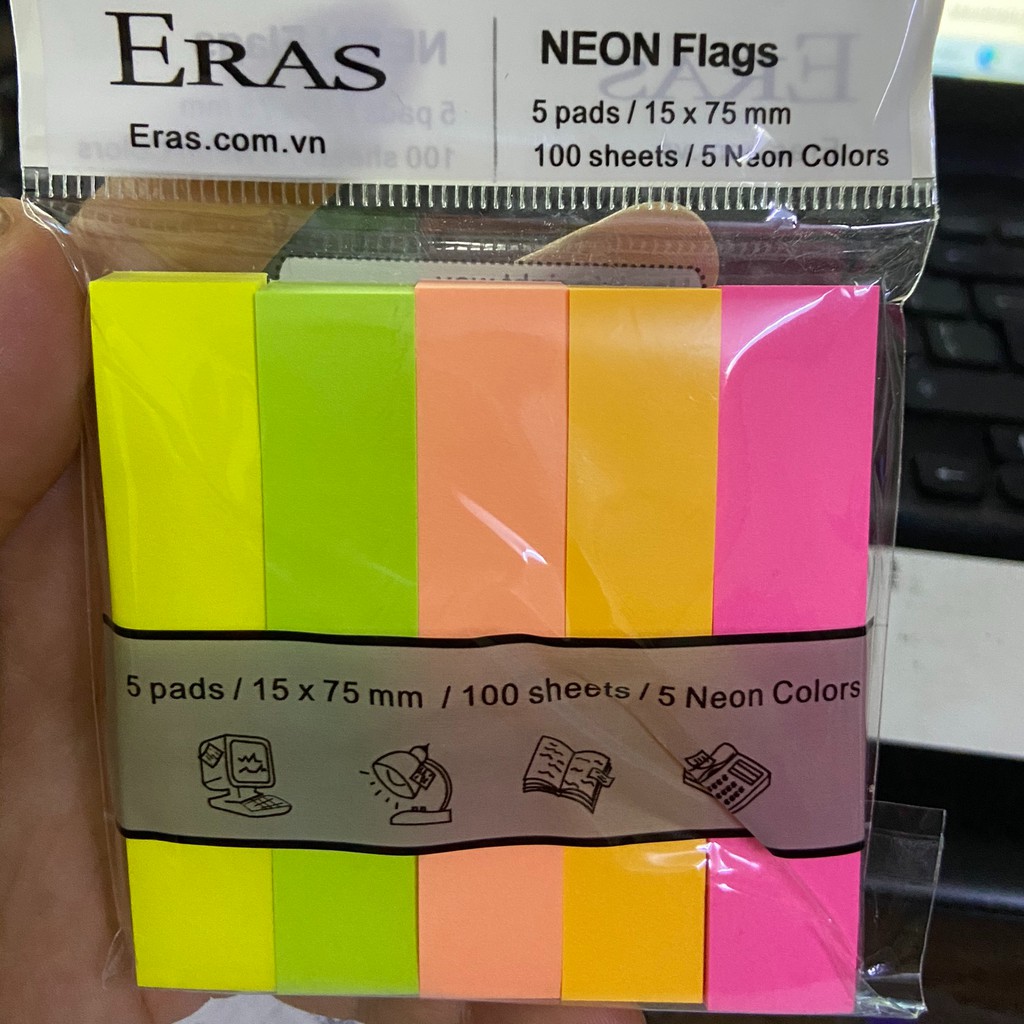 ERAS
Eras.com.vn
NEON Flags
5 pads / 15 x 75 mm
100 sheets / 5 Neon Colors
5 pads / 15 x 75 mm / 100 sheets / 5 Neon Colors